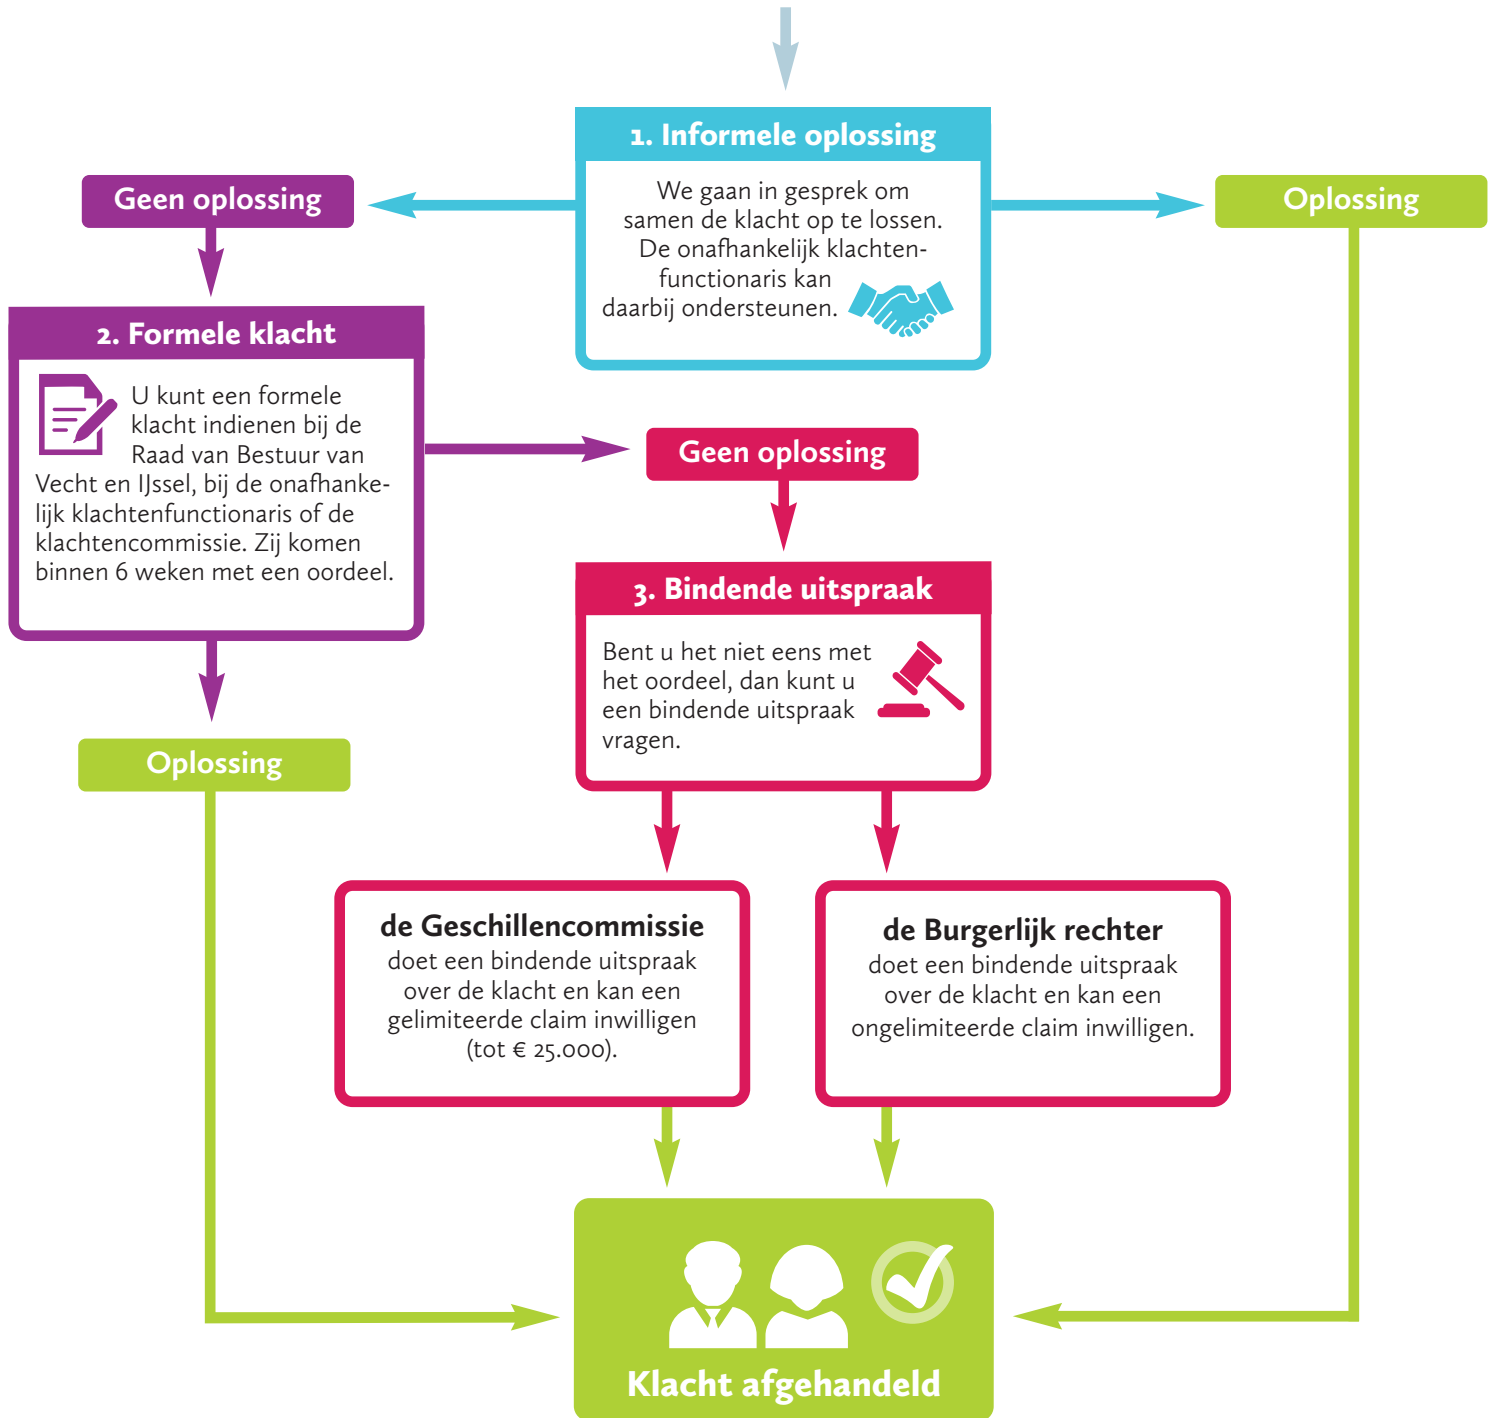 1. Informele oplossing
We gaan in gesprek om
samen de klacht op te lossen.
De onafhankelijk klachten-
functionaris kan
daarbij ondersteunen.
Geen oplossing
Oplossing
2. Formele klacht
U kunt een formele
klacht indienen bij de
Raad van Bestuur van
Vecht en IJssel, bij de onafhanke-
lijk klachtenfunctionaris of de
klachtencommissie. Zij komen
binnen 6 weken met een oordeel.
Geen oplossing
Oplossing
3. Bindende uitspraak
Bent u het niet eens met
het oordeel, dan kunt u
een bindende uitspraak
vragen.
de Geschillencommissie
doet een bindende uitspraak
over de klacht en kan een
gelimiteerde claim inwilligen
(tot € 25.000).
de Burgerlijk rechter
doet een bindende uitspraak
over de klacht en kan een
ongelimiteerde claim inwilligen.
Klacht afgehandeld